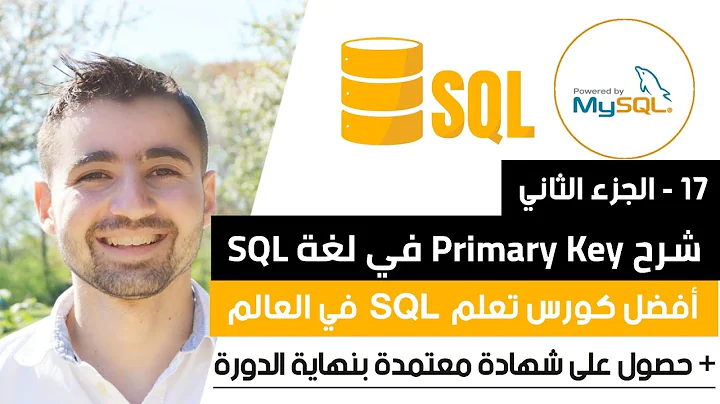 SQL
Powered by
MySQL®
17 - الجزء الثاني
شرح Primary Key في لغة SQL
أفضل كورس تعلم SQL في العالم
+ حصول على شهادة معتمدة بنهاية الدورة